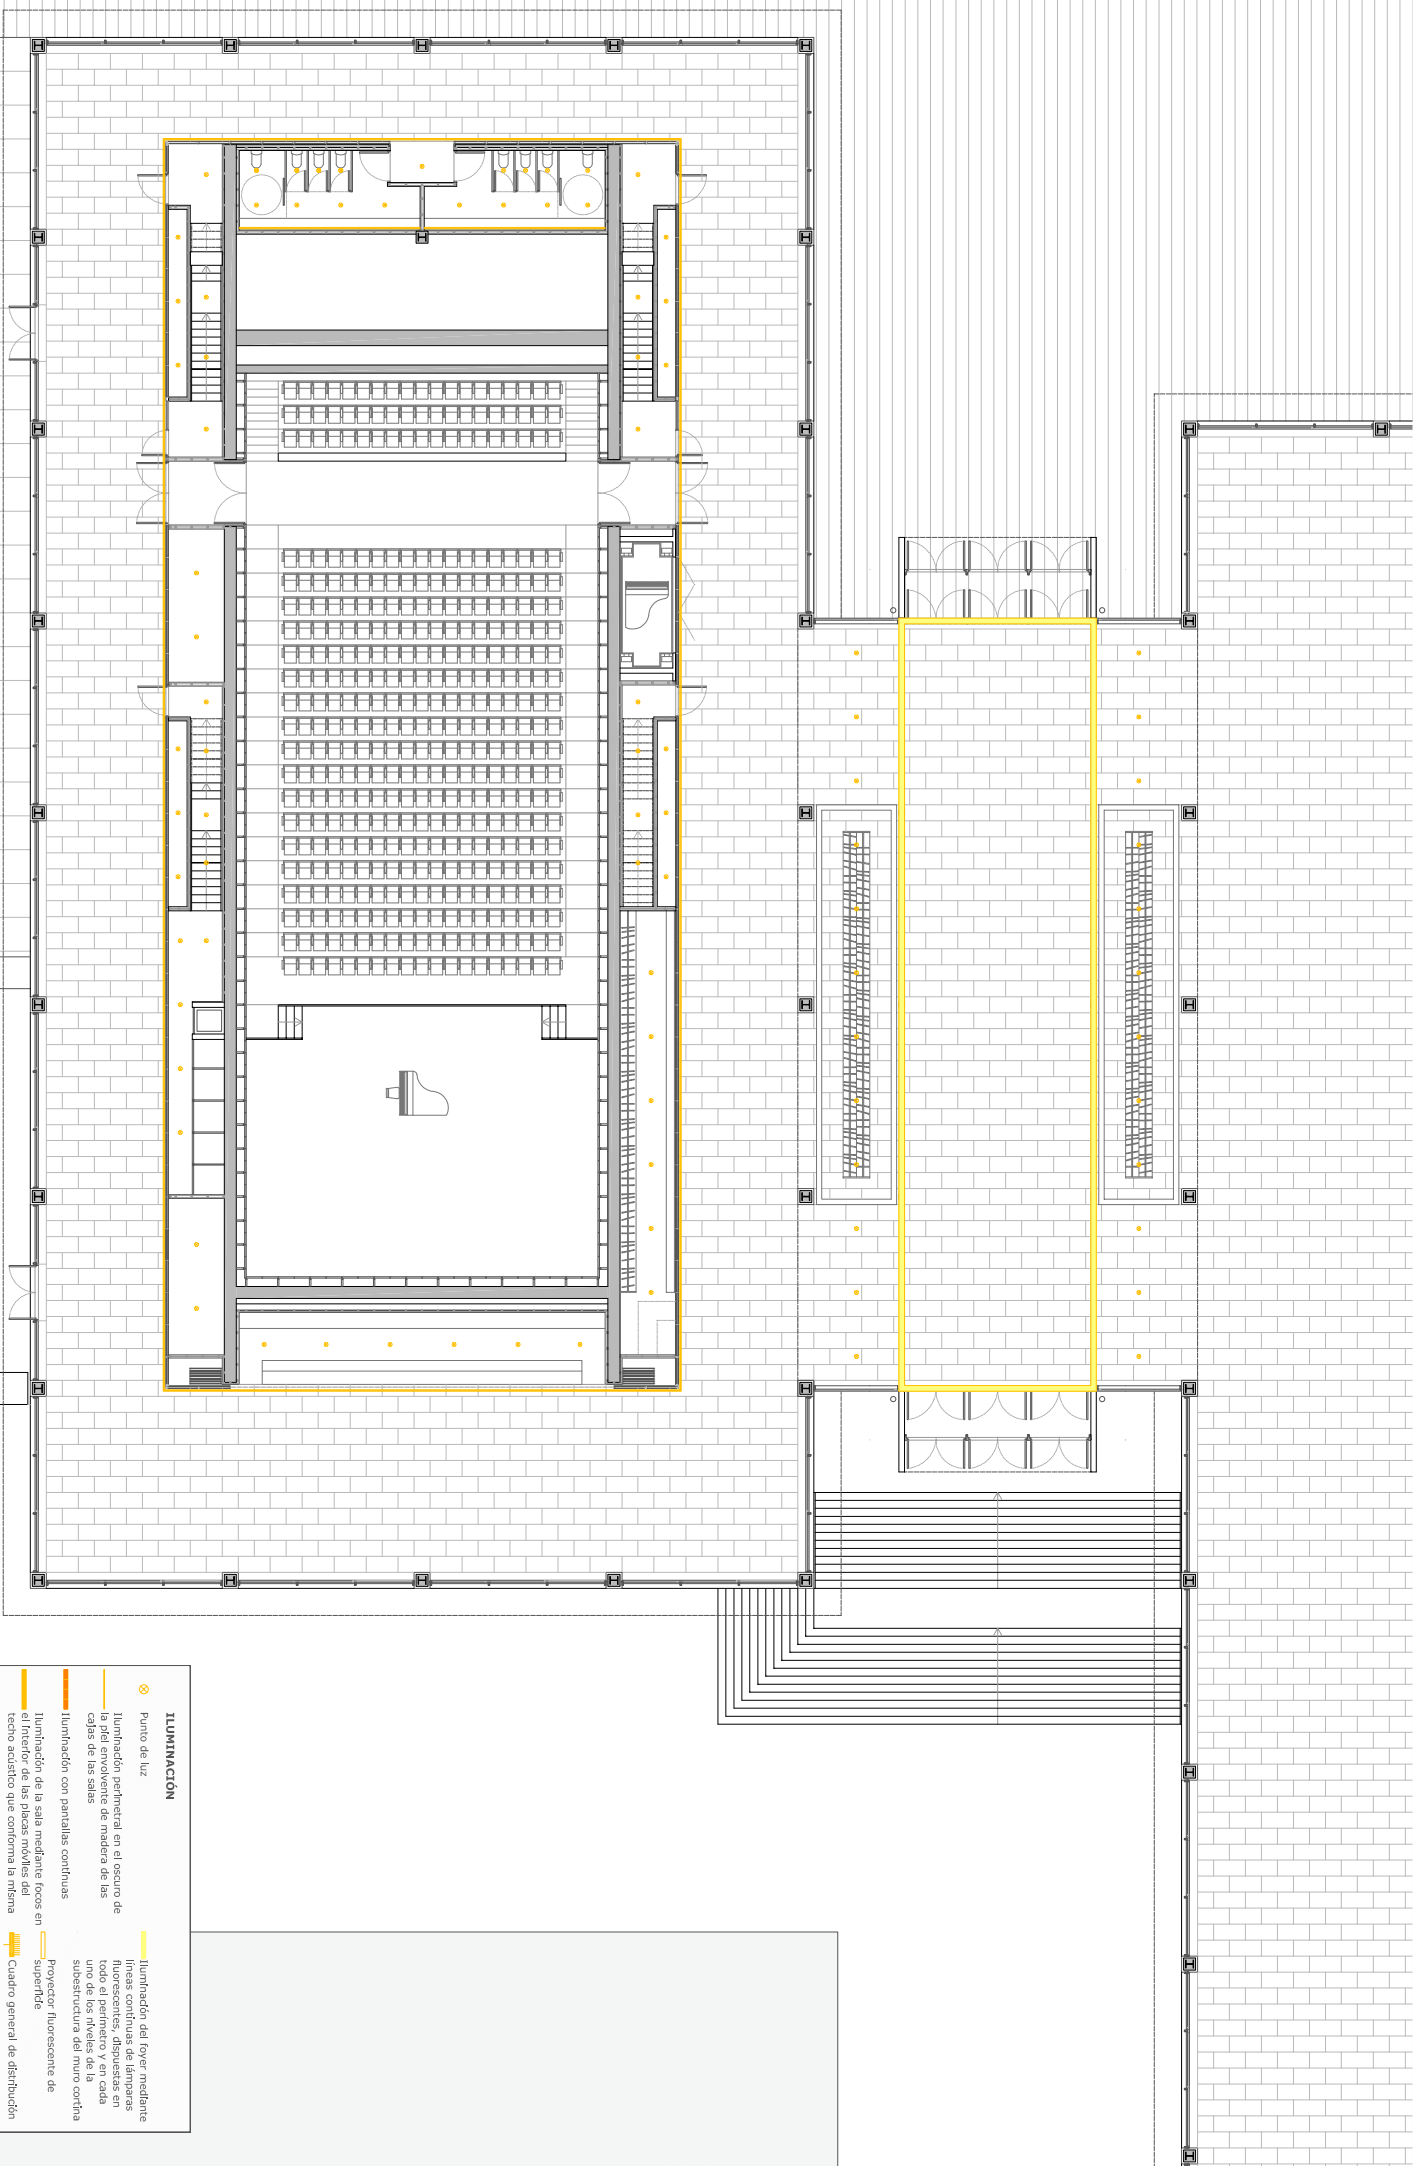 ILUMINACIÓN
Punto de luz
Iluminación perimetral en el oscuro de
la piel envolvente de madera de las
cajas de las salas
Iluminación con pantallas continuas
Iluminación de la sala mediante focos en
el interior de las placas móviles del
techo acústico que conforma la misma
Iluminación del foyer mediante
líneas continuas de lámparas
fluorescentes, dispuestas en
todo el perímetro y en cada
uno de los niveles de la
subestructura del muro cortina
Proyector fluorescente de
superficie
Cuadro general de distribución